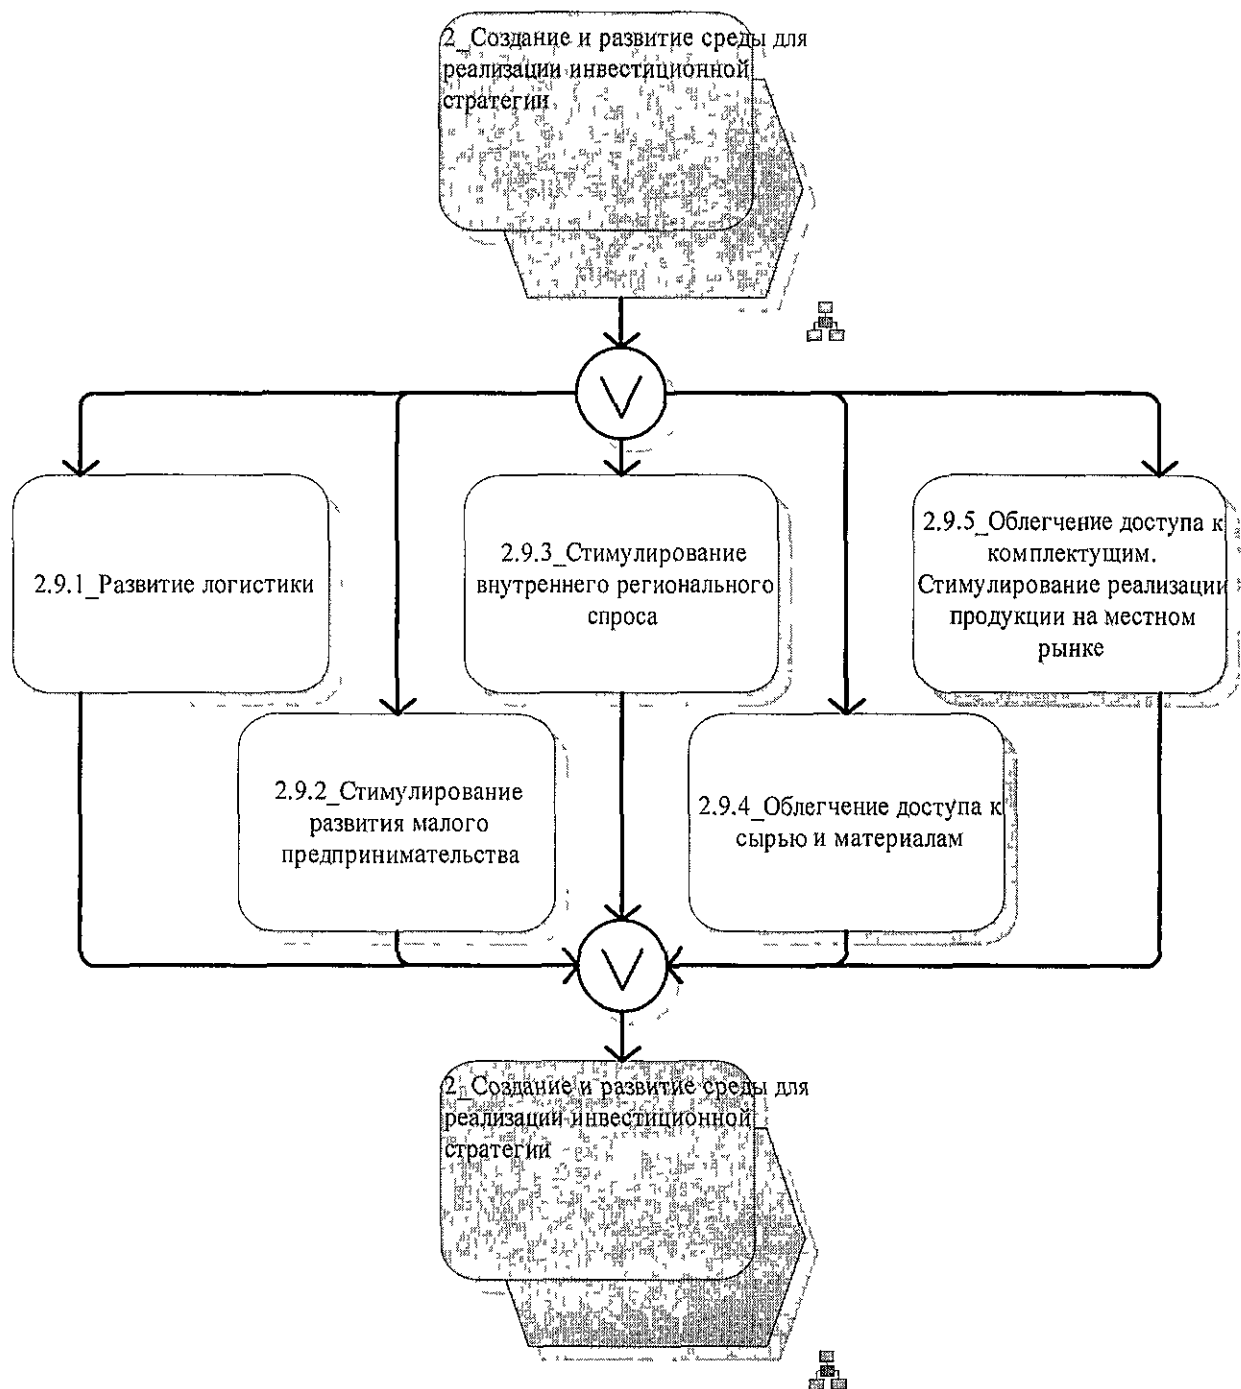 2_Создание и развитие среды для
реализации инвестиционной
стратегии
V
2.9.1_Развитие логистики
2.9.3_Стимулирование
внутреннего регионального
спроса
2.9.5_Облегчение доступа к
комплектущим.
Стимулирование реализации
продукции на местном
рынке
2.9.2_Стимулирование
развития малого
предпринимательства
2.9.4_Облегчение доступа к
сырью и материалам
V
2_Создание и развитие среды для
реализации инвестиционной
стратегии